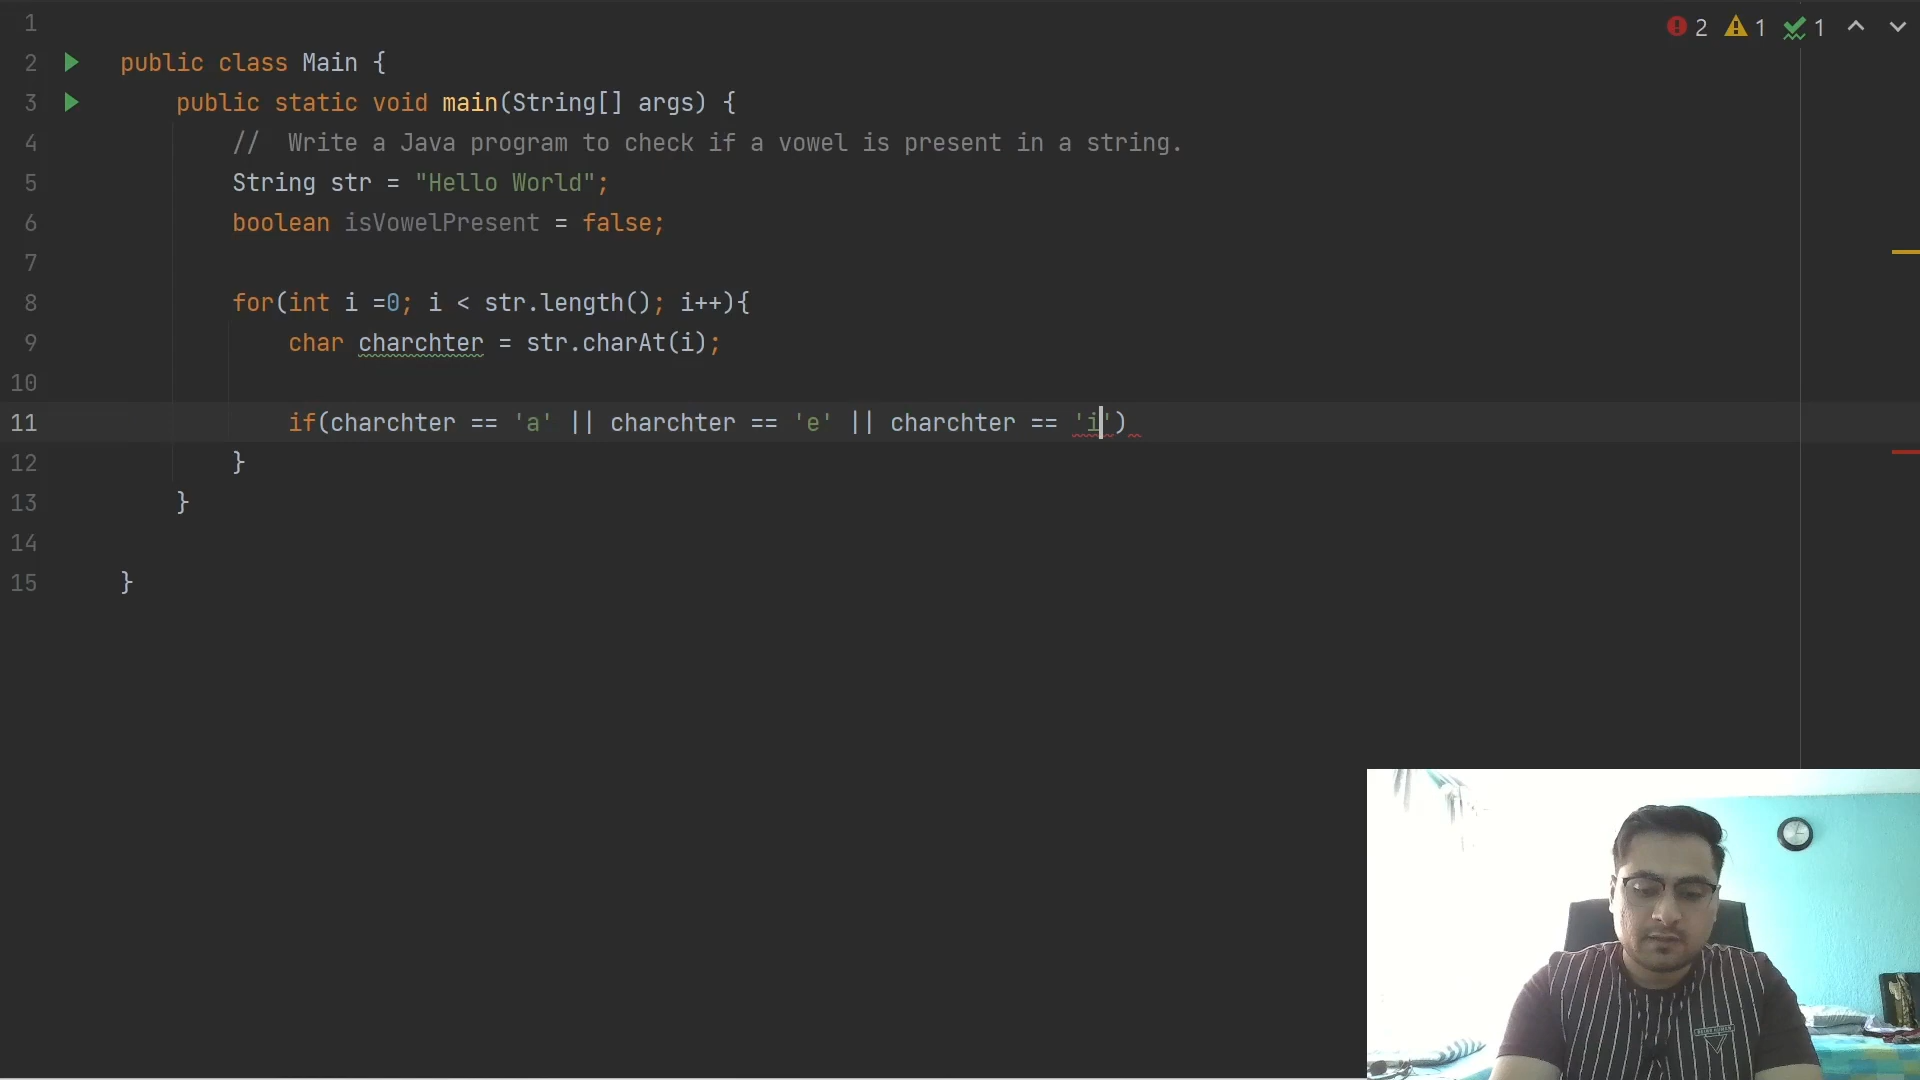 2 1 1
1
2 public class Main {
3 public static void main(String[] args) {
4 // Write a Java program to check if a vowel is present in a string.
5 String str = "Hello World";
6 boolean isVowelPresent = false;
7
8 for(int i =0; i < str.length(); i++){
9 char charchter = str.charAt(i);
10
11 if(charchter == 'a' || charchter == 'e' || charchter == 'i')
12 }
13 }
14
15 }